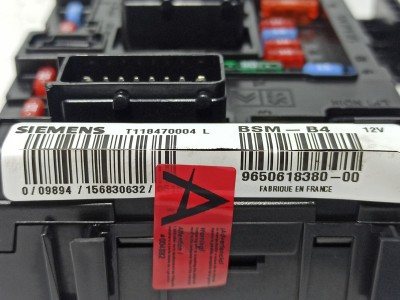 SIEMENS T118470004 L BSM-B4 12V
9650618380-00
0/09894/156830632/
FABRIQUE EN FRANCE
A